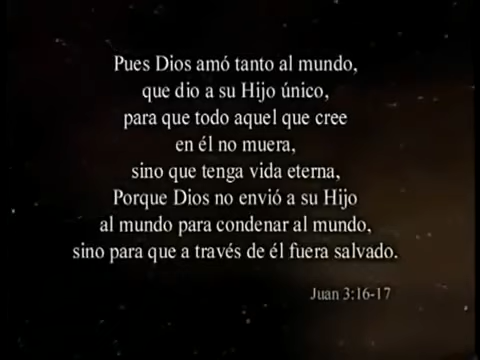 Pues Dios amó tanto al mundo,
que dio a su Hijo único,
para que todo aquel que cree
en él no muera,
sino que tenga vida eterna,
Porque Dios no envió a su Hijo
al mundo para condenar al mundo,
sino para que a través de él fuera salvado.
Juan 3:16-17